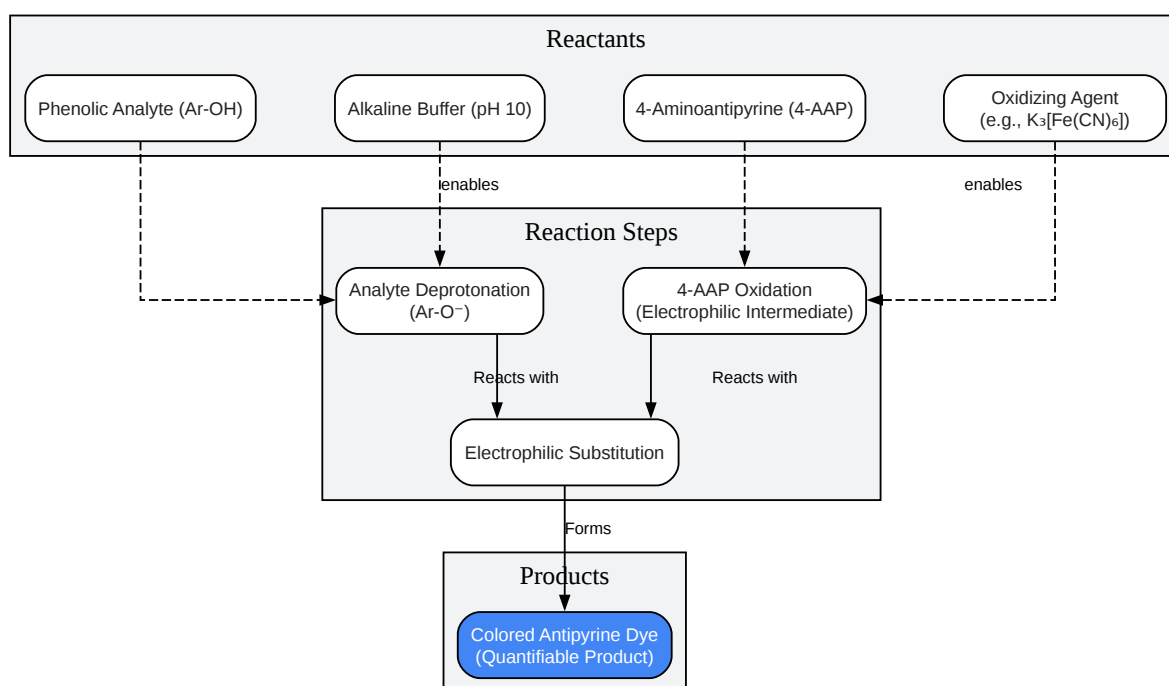 Reactants
Phenolic Analyte (Ar-OH)
Alkaline Buffer (pH 10)
4-Aminoantipyrine (4-AAP)
Oxidizing Agent
(e.g., K₃[Fe(CN)₆])
enables
enables
Reaction Steps
Analyte Deprotonation
(Ar-O⁻)
4-AAP Oxidation
(Electrophilic Intermediate)
Reacts with
Reacts with
Electrophilic Substitution
Forms
Products
Colored Antipyrine Dye
(Quantifiable Product)